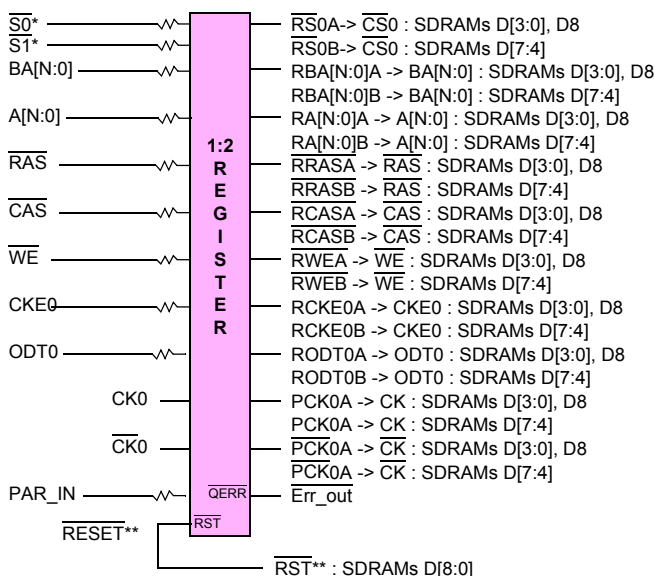 S0*
S1*
BA[N:0]
A[N:0]
RAS
CAS
WE
CKE0
ODT0
CK0
CK0
PAR_IN
RESET**
1:2
R
E
G
I
S
T
E
R
QERR
RST
RS0A-> CS0 : SDRAMs D[3:0], D8
RS0B-> CS0 : SDRAMs D[7:4]
RBA[N:0]A -> BA[N:0] : SDRAMs D[3:0], D8
RBA[N:0]B -> BA[N:0] : SDRAMs D[7:4]
RA[N:0]A -> A[N:0] : SDRAMs D[3:0], D8
RA[N:0]B -> A[N:0] : SDRAMs D[7:4]
RRASA -> RAS : SDRAMs D[3:0], D8
RRASB -> RAS : SDRAMs D[7:4]
RCASA -> CAS : SDRAMs D[3:0], D8
RCASB -> CAS : SDRAMs D[7:4]
RWEA -> WE : SDRAMs D[3:0], D8
RWEB -> WE : SDRAMs D[7:4]
RCKE0A -> CKE0 : SDRAMs D[3:0], D8
RCKE0B -> CKE0 : SDRAMs D[7:4]
RODT0A -> ODT0 : SDRAMs D[3:0], D8
RODT0B -> ODT0 : SDRAMs D[7:4]
PCK0A -> CK : SDRAMs D[3:0], D8
PCK0A -> CK : SDRAMs D[7:4]
PCK0A -> CK : SDRAMs D[3:0], D8
PCK0A -> CK : SDRAMs D[7:4]
Err_out
RST** : SDRAMs D[8:0]